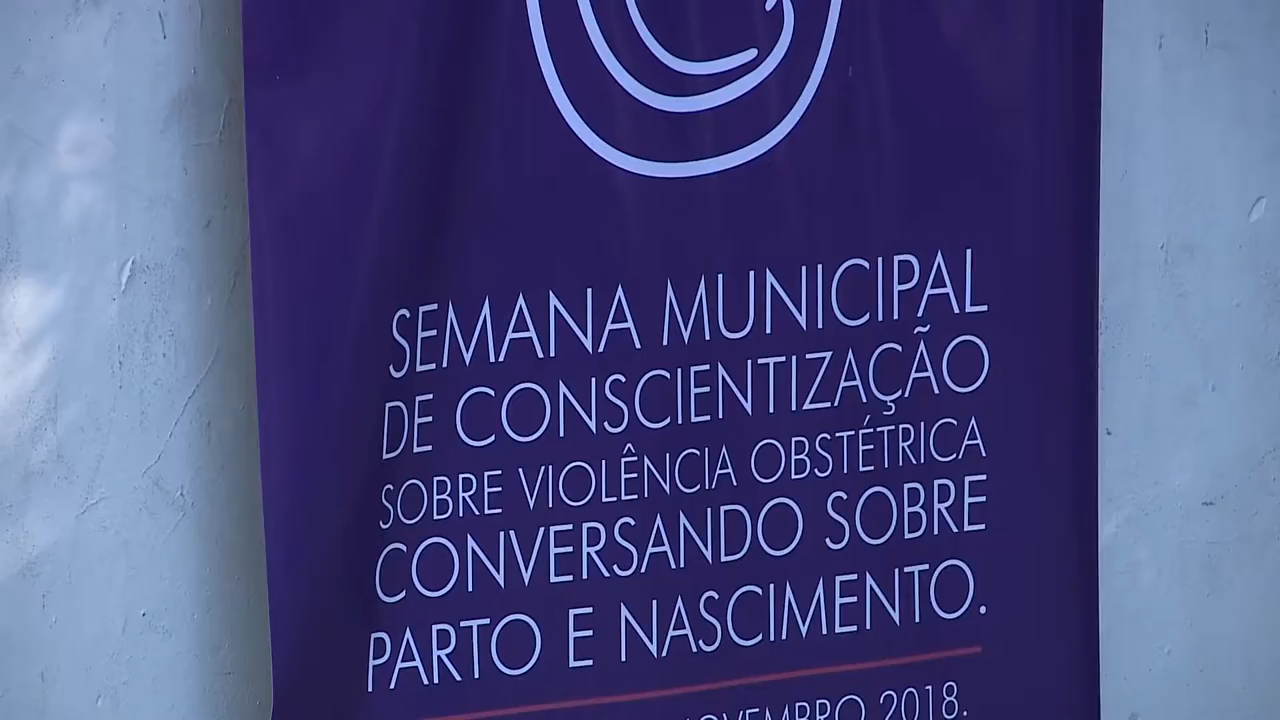 SEMANA MUNICIPAL
DE CONSCIENTIZAÇÃO
SOBRE VIOLÊNCIA OBSTÉTRICA
CONVERSANDO SOBRE
PARTO E NASCIMENTO.
NOVEMBRO 2018.